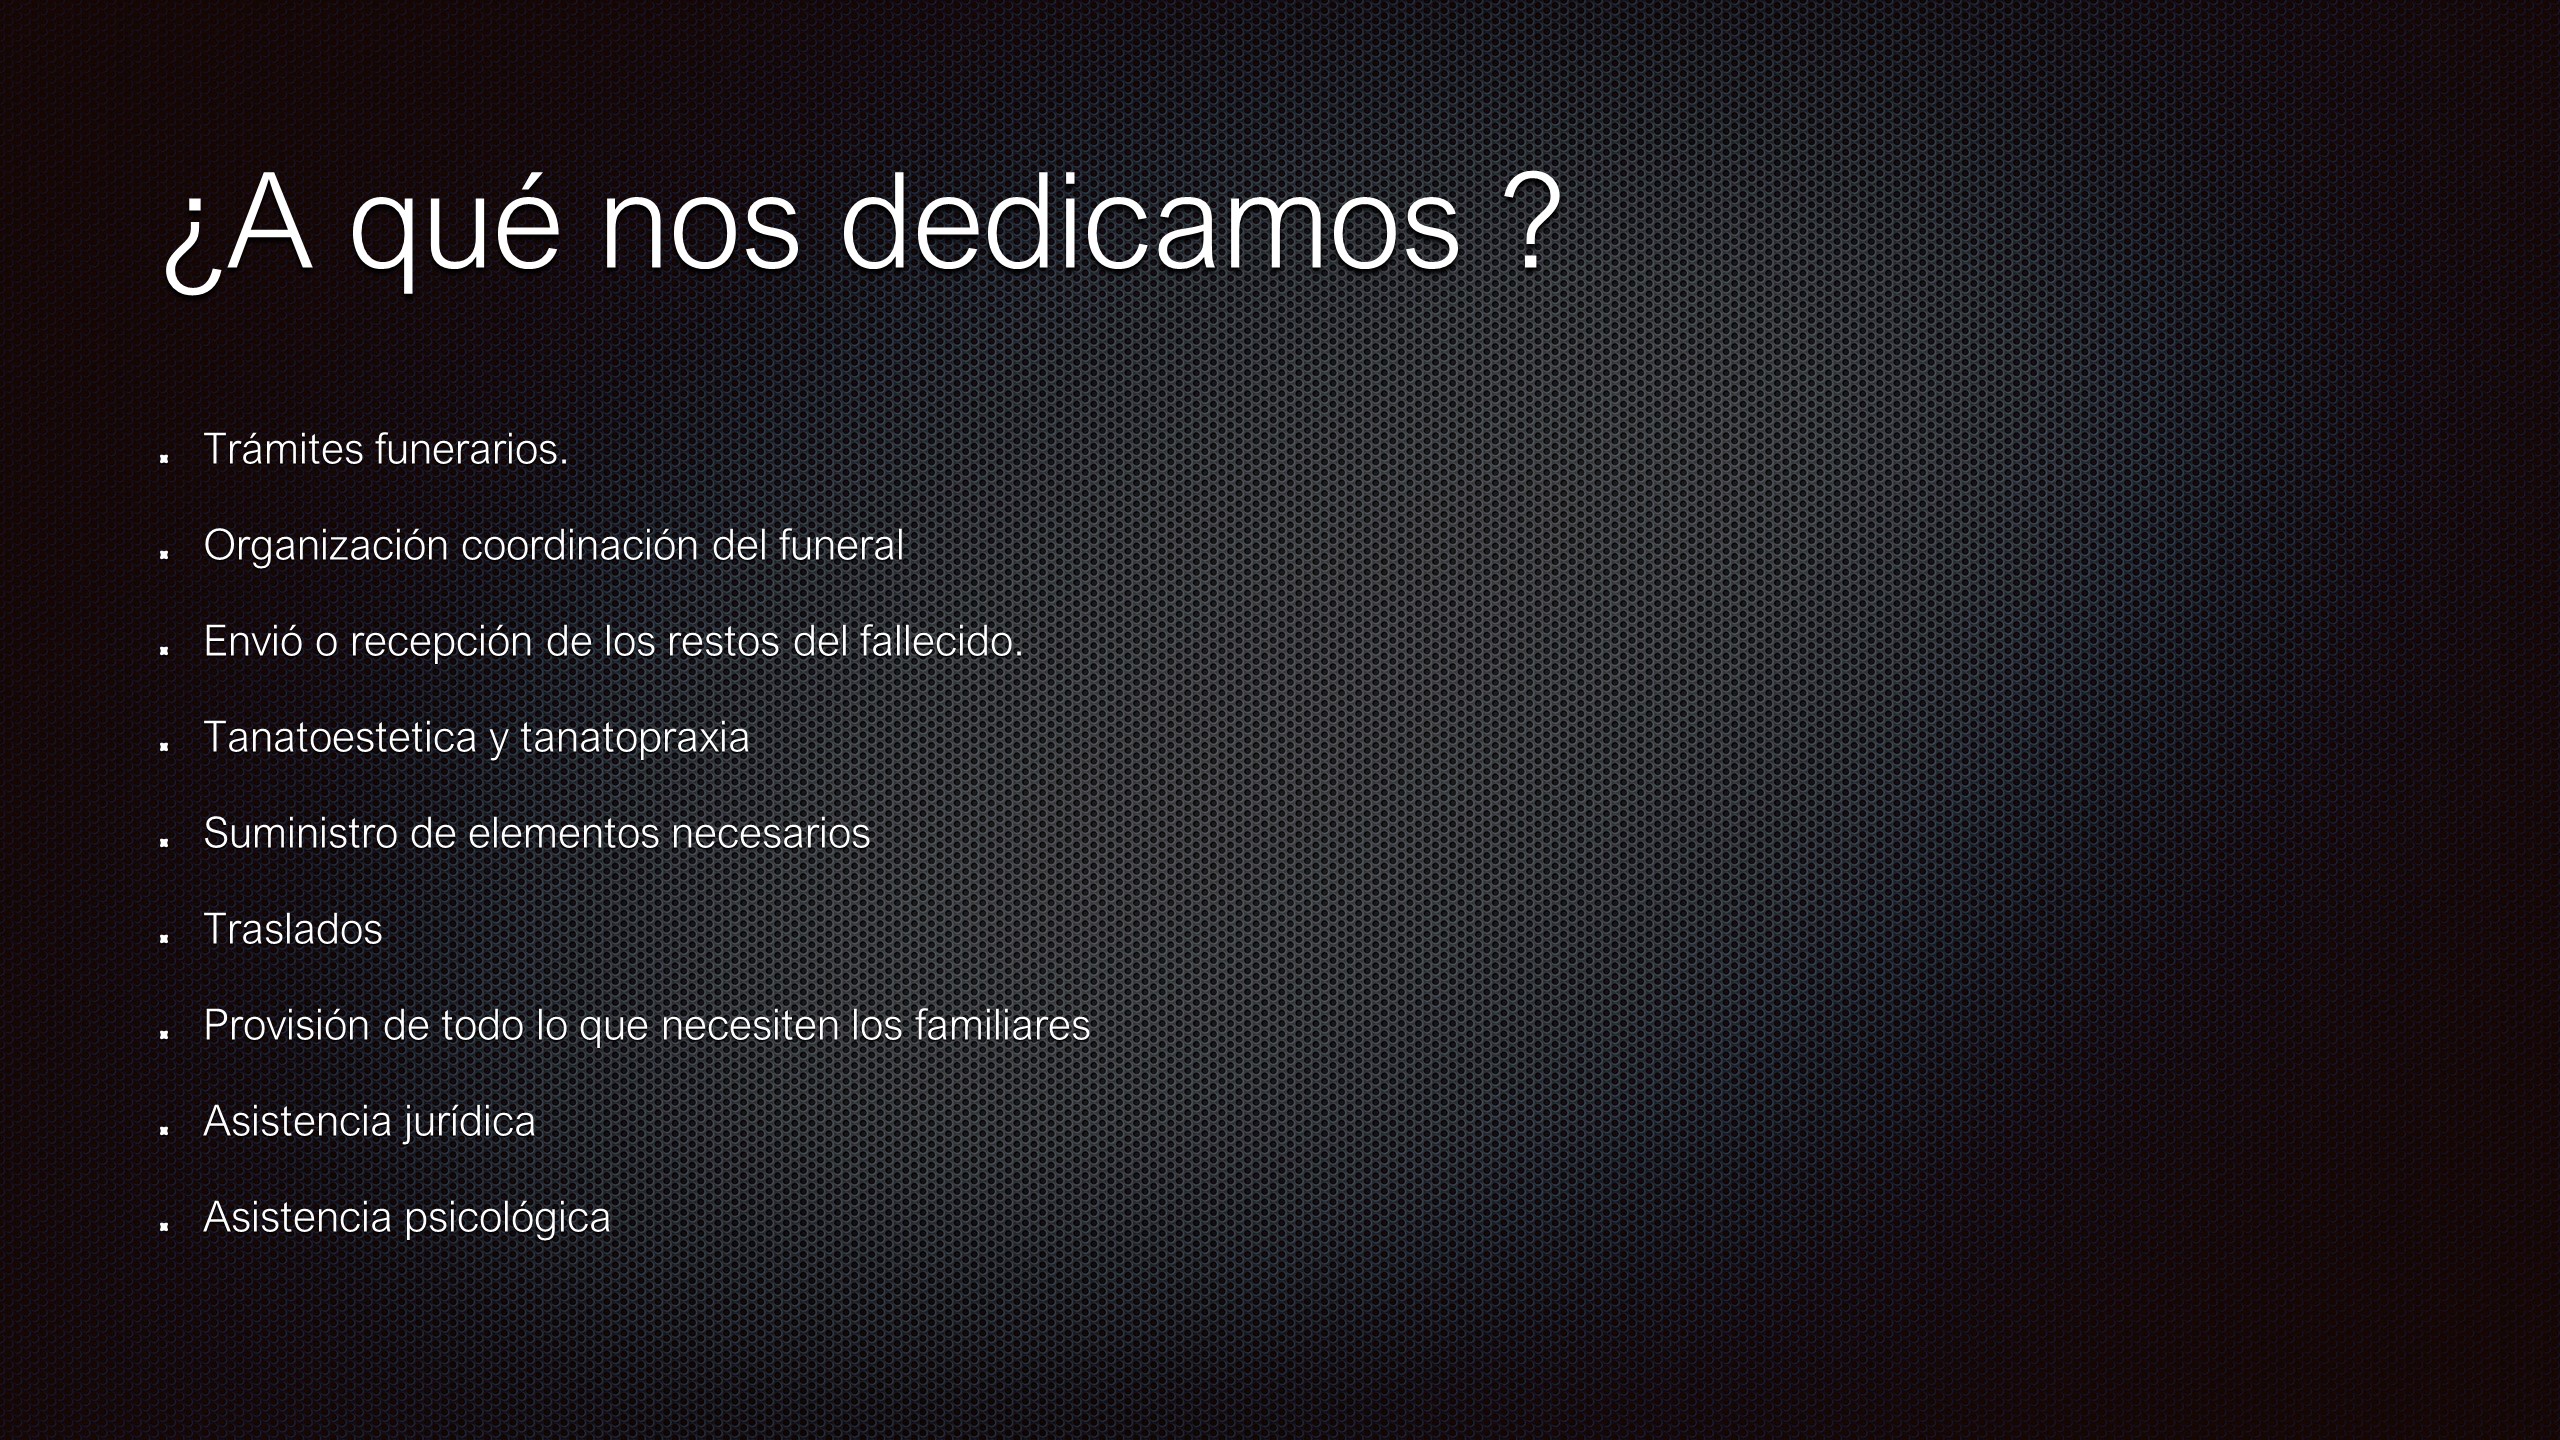 ¿A qué nos dedicamos ?
Trámites funerarios.
Organización coordinación del funeral
Envió o recepción de los restos del fallecido.
Tanatoestetica y tanatopraxia
Suministro de elementos necesarios
Traslados
Provisión de todo lo que necesiten los familiares
Asistencia jurídica
Asistencia psicológica